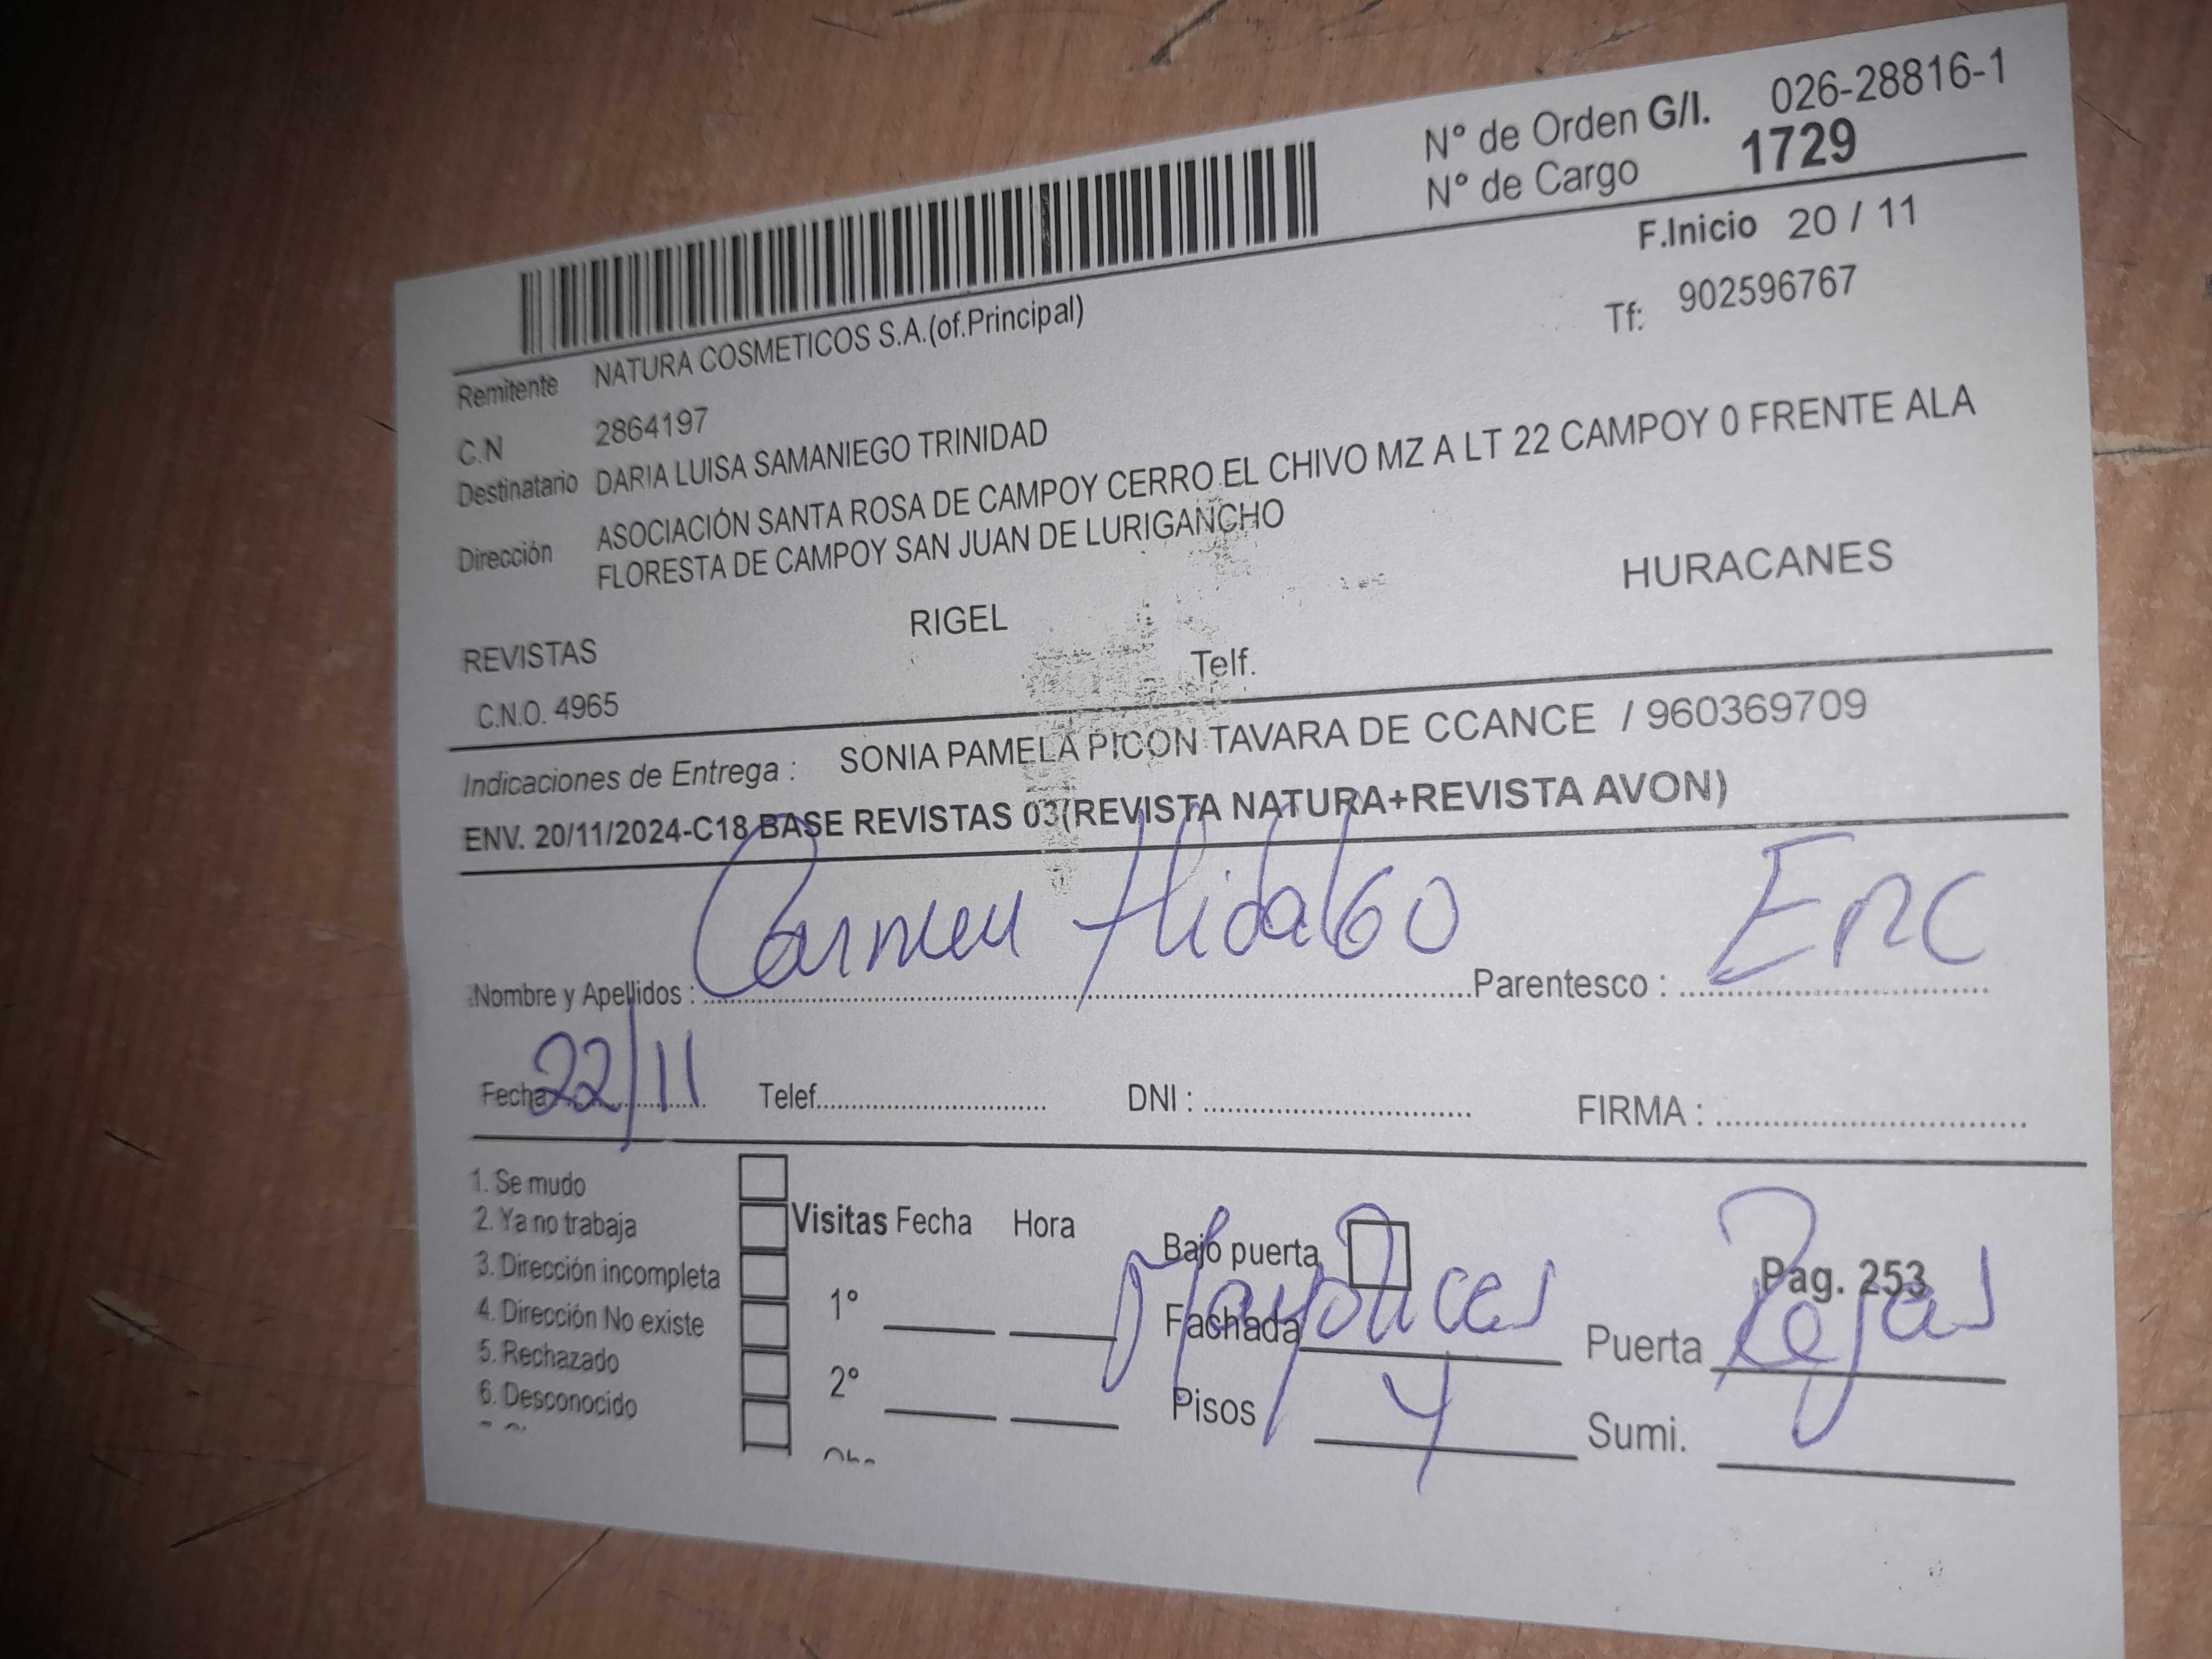 N° de Orden G/I. 026-28816-1
N° de Cargo 1729
F.Inicio 20 / 11
Remitente NATURA COSMETICOS S.A.(of.Principal)
Tf: 902596767
C.N 2864197
Destinatario DARIA LUISA SAMANIEGO TRINIDAD
Dirección ASOCIACIÓN SANTA ROSA DE CAMPOY CERRO EL CHIVO MZ A LT 22 CAMPOY 0 FRENTE ALA
FLORESTA DE CAMPOY SAN JUAN DE LURIGANCHO
REVISTAS RIGEL HURACANES
C.N.O. 4965 Telf.
Indicaciones de Entrega : SONIA PAMELA PICON TAVARA DE CCANCE / 960369709
ENV. 20/11/2024-C18 BASE REVISTAS 03(REVISTA NATURA+REVISTA AVON)
Nombre y Apellidos : Carmen Hidalgo Parentesco : Enc
Fecha 22/11 Telef. DNI : FIRMA :
1. Se mudo
2. Ya no trabaja
3. Dirección incompleta
4. Dirección No existe
5. Rechazado
6. Desconocido
Visitas Fecha Hora
1°
2°
Bajo puerta
Pag. 253
Fachada Mayolicas Puerta Rejas
Pisos 4 Sumi.